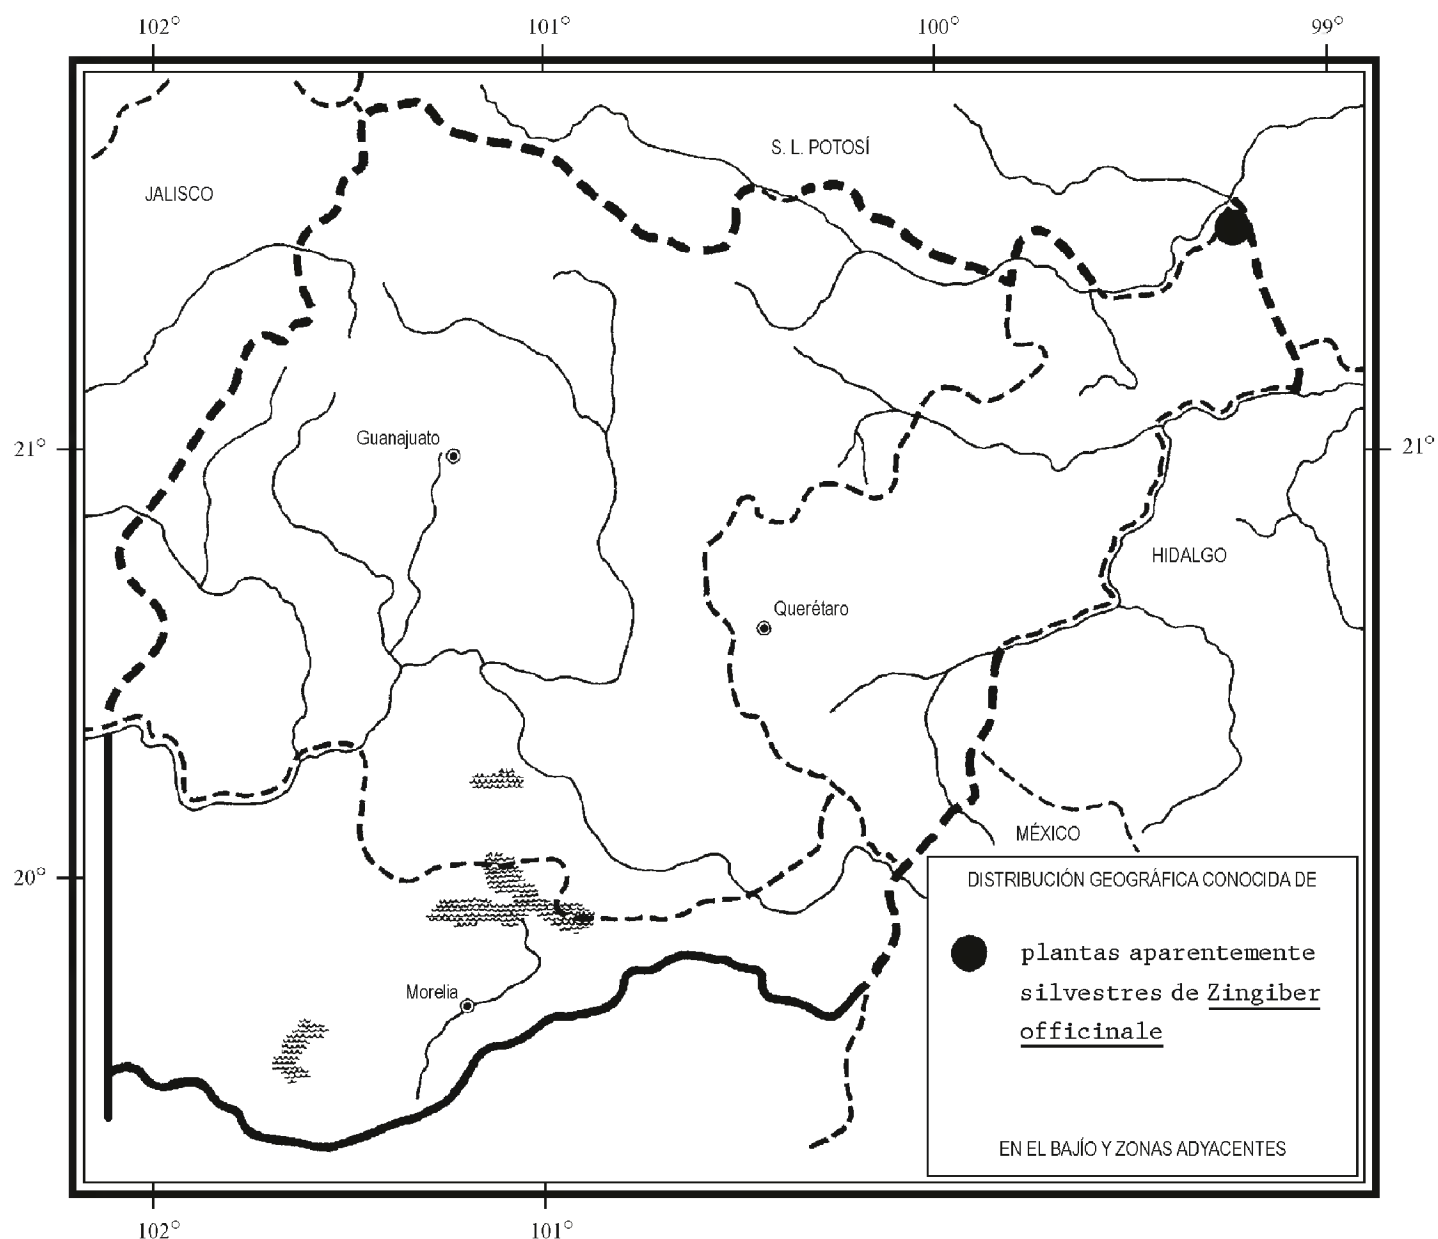 102° 101° 100° 99°
S. L. POTOSÍ
JALISCO
Guanajuato
21° 21°
HIDALGO
Querétaro
MÉXICO
20°
DISTRIBUCIÓN GEOGRÁFICA CONOCIDA DE
plantas aparentemente
silvestres de Zingiber
officinale
Morelia
EN EL BAJÍO Y ZONAS ADYACENTES
102° 101°